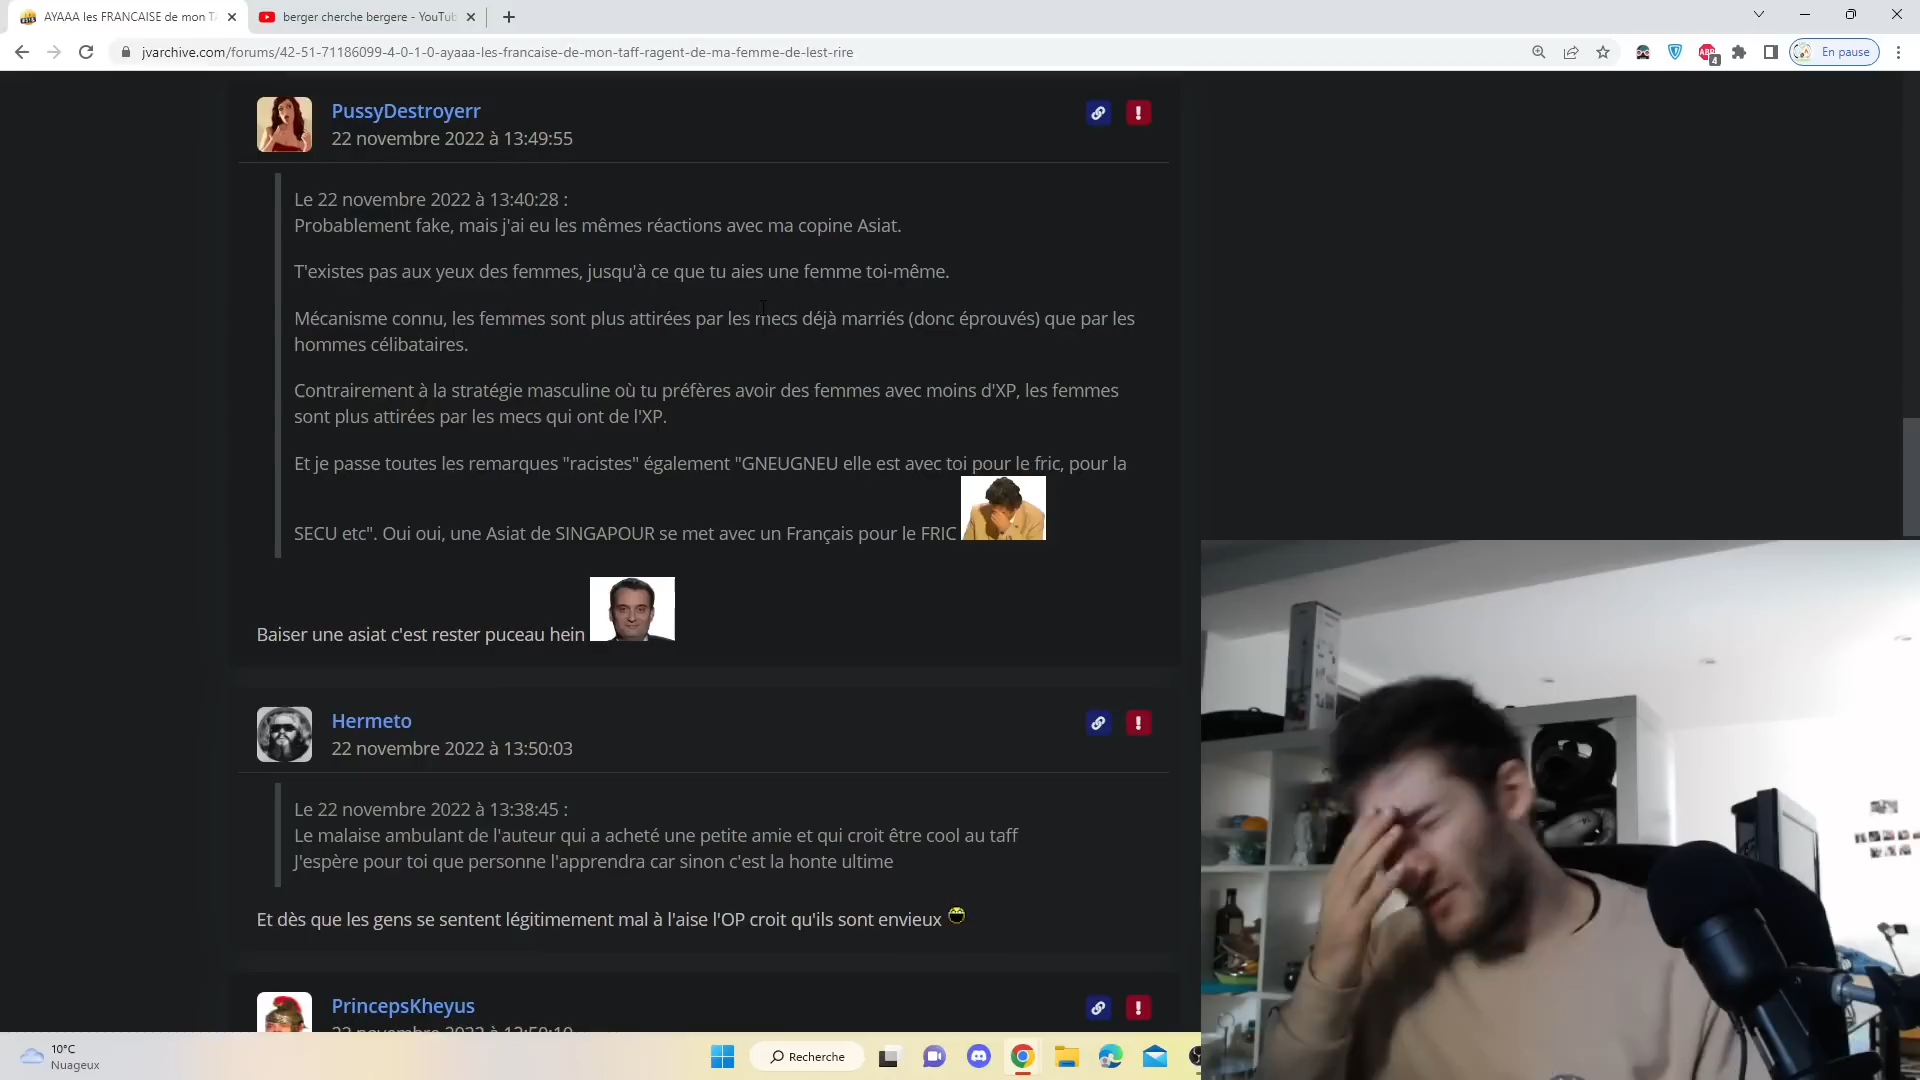 AYAAA les FRANCAISE de mon TA
berger cherche bergere - YouTub
jvarchive.com/forums/42-51-71186099-4-0-1-0-ayaaa-les-francaise-de-mon-taff-ragent-de-ma-femme-de-lest-rire
ABP
4
En pause
PussyDestroyerr
22 novembre 2022 à 13:49:55
Le 22 novembre 2022 à 13:40:28 :
Probablement fake, mais j'ai eu les mêmes réactions avec ma copine Asiat.
T'existes pas aux yeux des femmes, jusqu'à ce que tu aies une femme toi-même.
Mécanisme connu, les femmes sont plus attirées par les mecs déjà marriés (donc éprouvés) que par les
hommes célibataires.
Contrairement à la stratégie masculine où tu préfères avoir des femmes avec moins d'XP, les femmes
sont plus attirées par les mecs qui ont de l'XP.
Et je passe toutes les remarques "racistes" également "GNEUGNEU elle est avec toi pour le fric, pour la
SECU etc". Oui oui, une Asiat de SINGAPOUR se met avec un Français pour le FRIC
Baiser une asiat c'est rester puceau hein
Hermeto
22 novembre 2022 à 13:50:03
Le 22 novembre 2022 à 13:38:45 :
Le malaise ambulant de l'auteur qui a acheté une petite amie et qui croit être cool au taff
J'espère pour toi que personne l'apprendra car sinon c'est la honte ultime
Et dès que les gens se sentent légitimement mal à l'aise l'OP croit qu'ils sont envieux
PrincepsKheyus
22 novembre 2022 à 13:50:10
10°C
Nuageux
Recherche